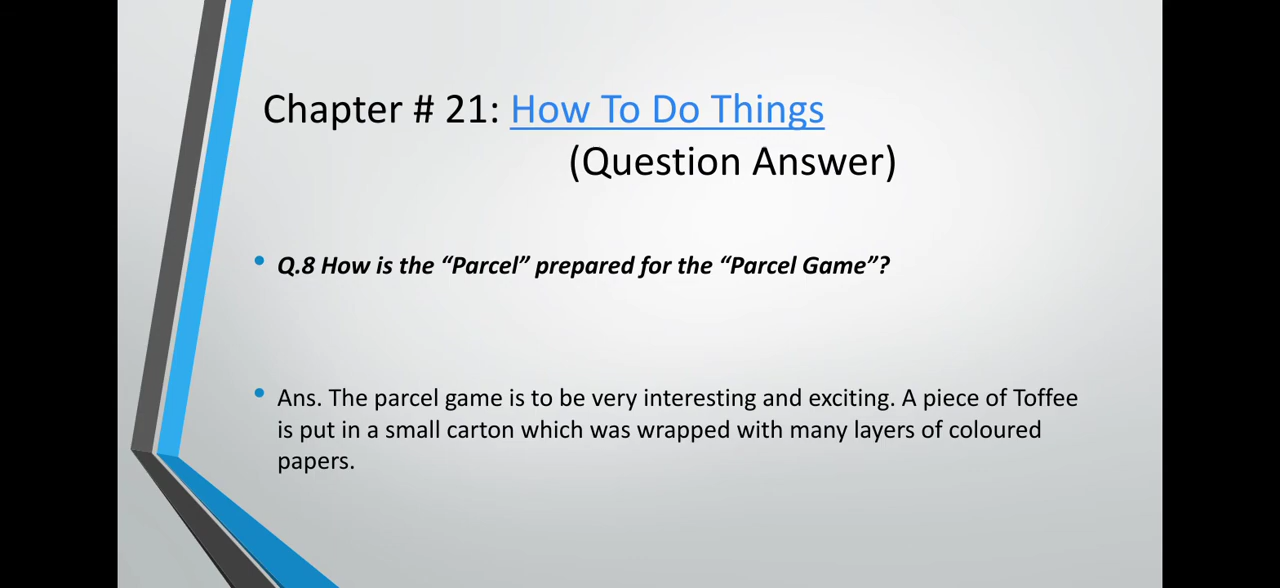 Chapter # 21: How To Do Things
(Question Answer)
• Q.8 How is the “Parcel” prepared for the “Parcel Game”?
• Ans. The parcel game is to be very interesting and exciting. A piece of Toffee
is put in a small carton which was wrapped with many layers of coloured
papers.